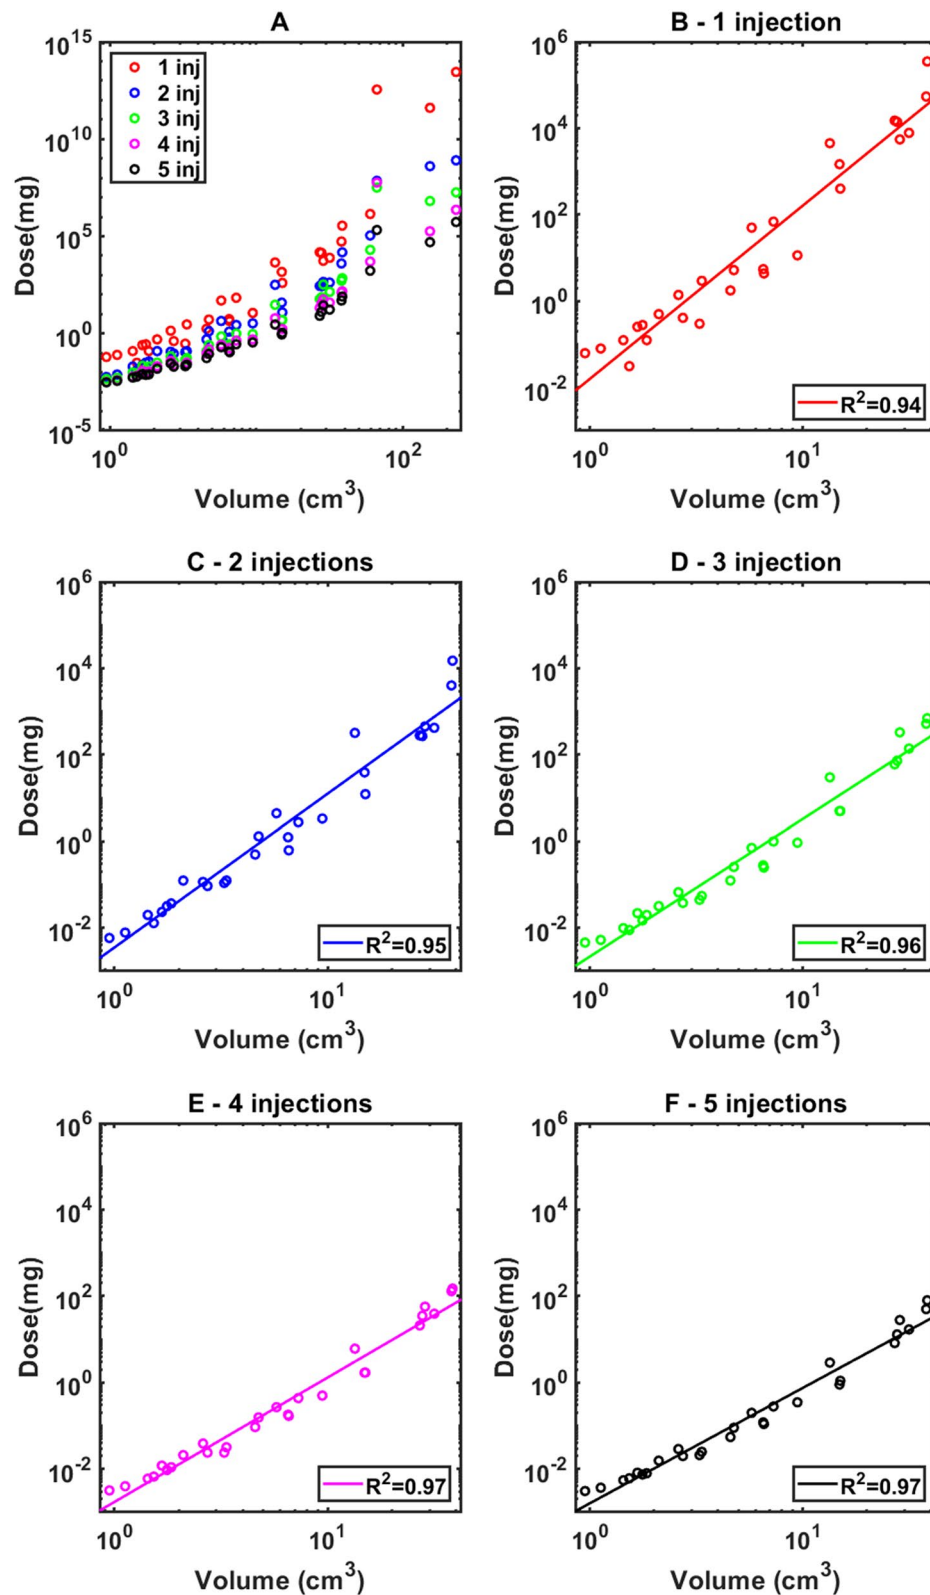 A
10^15
10^10
10^5
10^0
10^-5
Dose(mg)
1 inj
2 inj
3 inj
4 inj
5 inj
10^0
10^2
Volume (cm^3)
B - 1 injection
10^6
10^4
10^2
10^0
10^-2
Dose(mg)
R^2=0.94
10^0
10^1
Volume (cm^3)
C - 2 injections
10^6
10^4
10^2
10^0
10^-2
Dose(mg)
R^2=0.95
10^0
10^1
Volume (cm^3)
D - 3 injection
10^6
10^4
10^2
10^0
10^-2
Dose(mg)
R^2=0.96
10^0
10^1
Volume (cm^3)
E - 4 injections
10^6
10^4
10^2
10^0
10^-2
Dose(mg)
R^2=0.97
10^0
10^1
Volume (cm^3)
F - 5 injections
10^6
10^4
10^2
10^0
10^-2
Dose(mg)
R^2=0.97
10^0
10^1
Volume (cm^3)